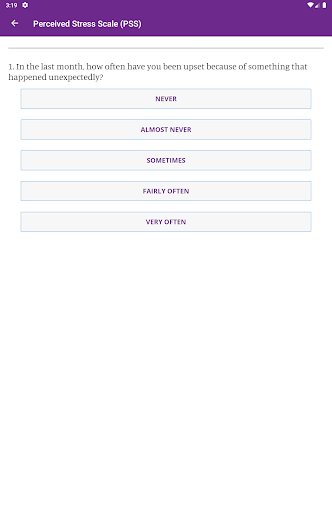 3:19
Perceived Stress Scale (PSS)
1. In the last month, how often have you been upset because of something that
happened unexpectedly?
NEVER
ALMOST NEVER
SOMETIMES
FAIRLY OFTEN
VERY OFTEN